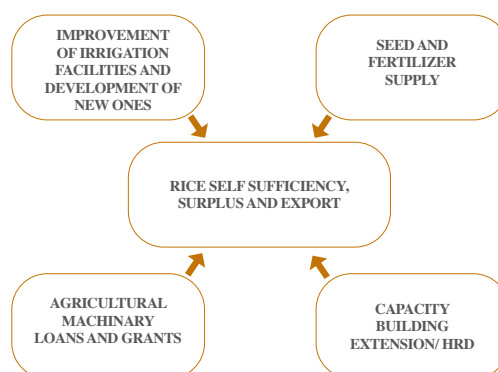 IMPROVEMENT
OF IRRIGATION
FACILITIES AND
DEVELOPMENT OF
NEW ONES
SEED AND
FERTILIZER
SUPPLY
RICE SELF SUFFICIENCY,
SURPLUS AND EXPORT
AGRICULTURAL
MACHINARY
LOANS AND GRANTS
CAPACITY
BUILDING
EXTENSION/ HRD